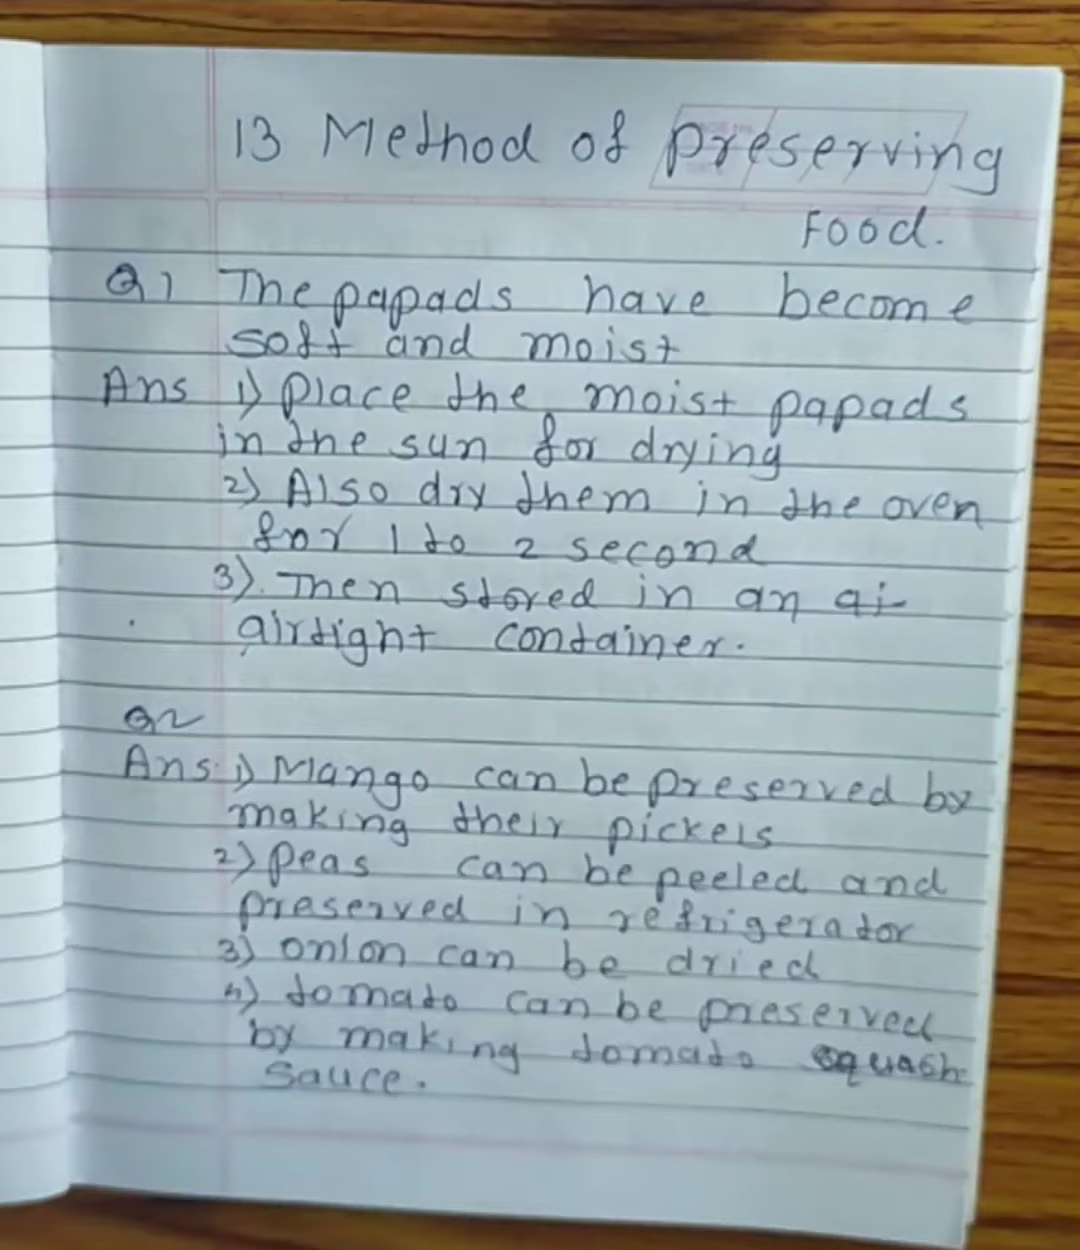 13 Method of preserving
Food.
Q1 The papads have become
soft and moist
Ans 1) Place the moist papads
in the sun for drying
2) Also dry them in the oven
for 1 to 2 second
3). Then stored in an ai-
airtight container.
Q2
Ans: 1) Mango can be preserved by
making their pickels
2) Peas can be peeled and
preserved in refrigerator
3) onion can be dried
4) tomato can be preserved
by making tomato squash
sauce.